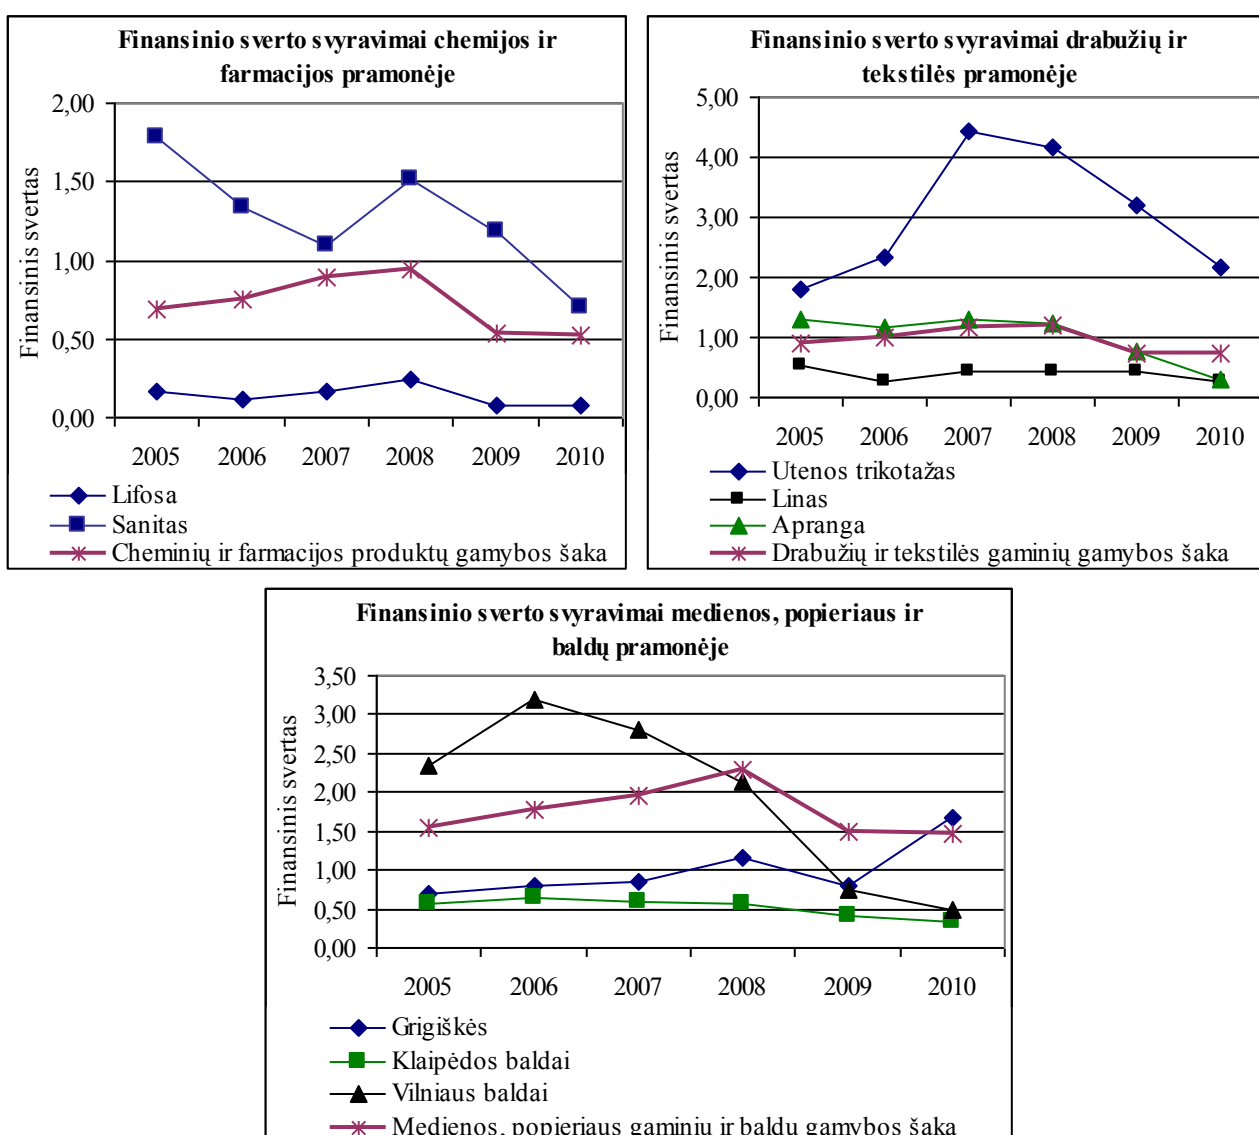 Finansinio sverto svyravimai chemijos ir
farmacijos pramonėje
Finansinis svertas
2,00
1,50
1,00
0,50
0,00
2005 2006 2007 2008 2009 2010
Lifosa
Sanitas
Cheminių ir farmacijos produktų gamybos šaka
Finansinio sverto svyravimai drabužių ir
tekstilės pramonėje
Finansinis svertas
5,00
4,00
3,00
2,00
1,00
0,00
2005 2006 2007 2008 2009 2010
Utenos trikotažas
Linas
Apranga
Drabužių ir tekstilės gaminių gamybos šaka
Finansinio sverto svyravimai medienos, popieriaus ir
baldų pramonėje
Finansinis svertas
3,50
3,00
2,50
2,00
1,50
1,00
0,50
0,00
2005 2006 2007 2008 2009 2010
Grigiškės
Klaipėdos baldai
Vilniaus baldai
Medienos, popieriaus gaminių ir baldų gamybos šaka